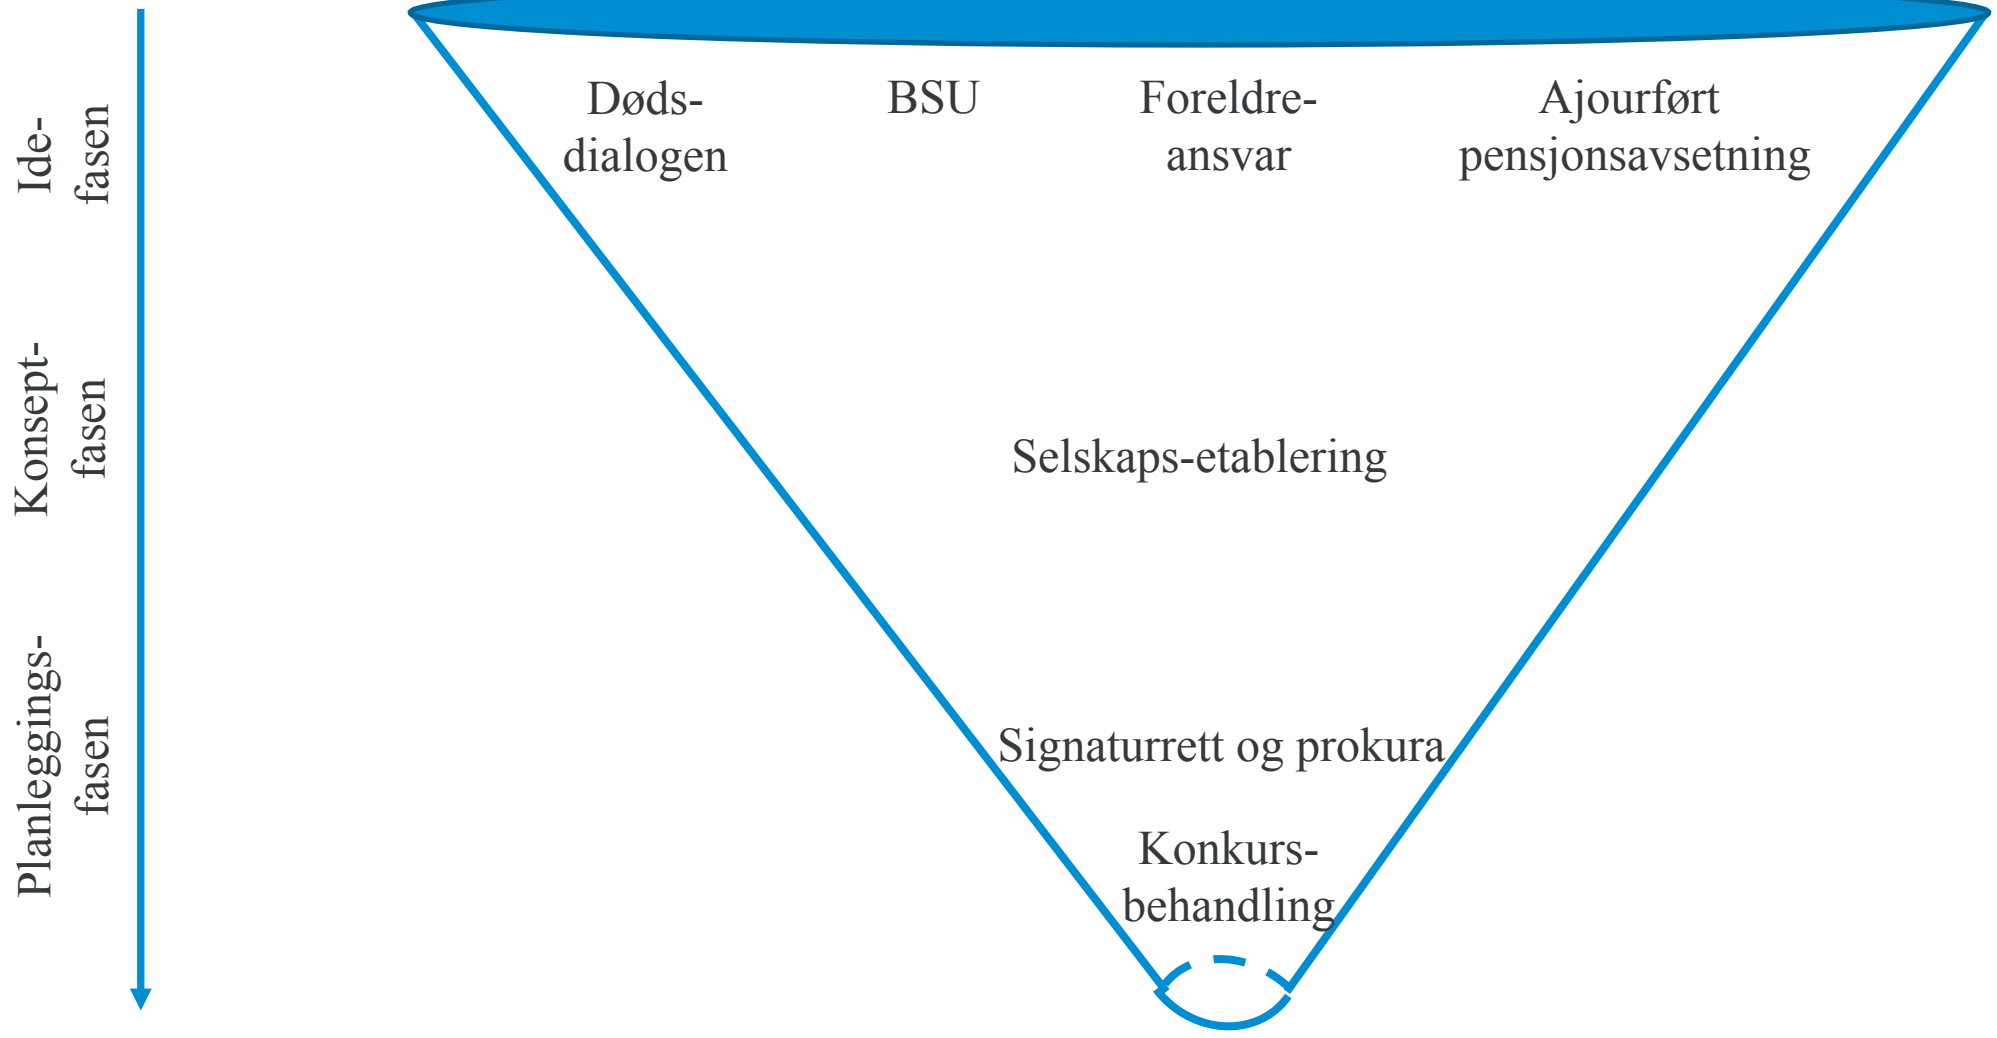 Ide-
fasen
Døds-
dialogen
BSU
Foreldre-
ansvar
Ajourført
pensjonsavsetning
Konsept-
fasen
Selskaps-etablering
Planleggings-
fasen
Signaturrett og prokura
Konkurs-
behandling